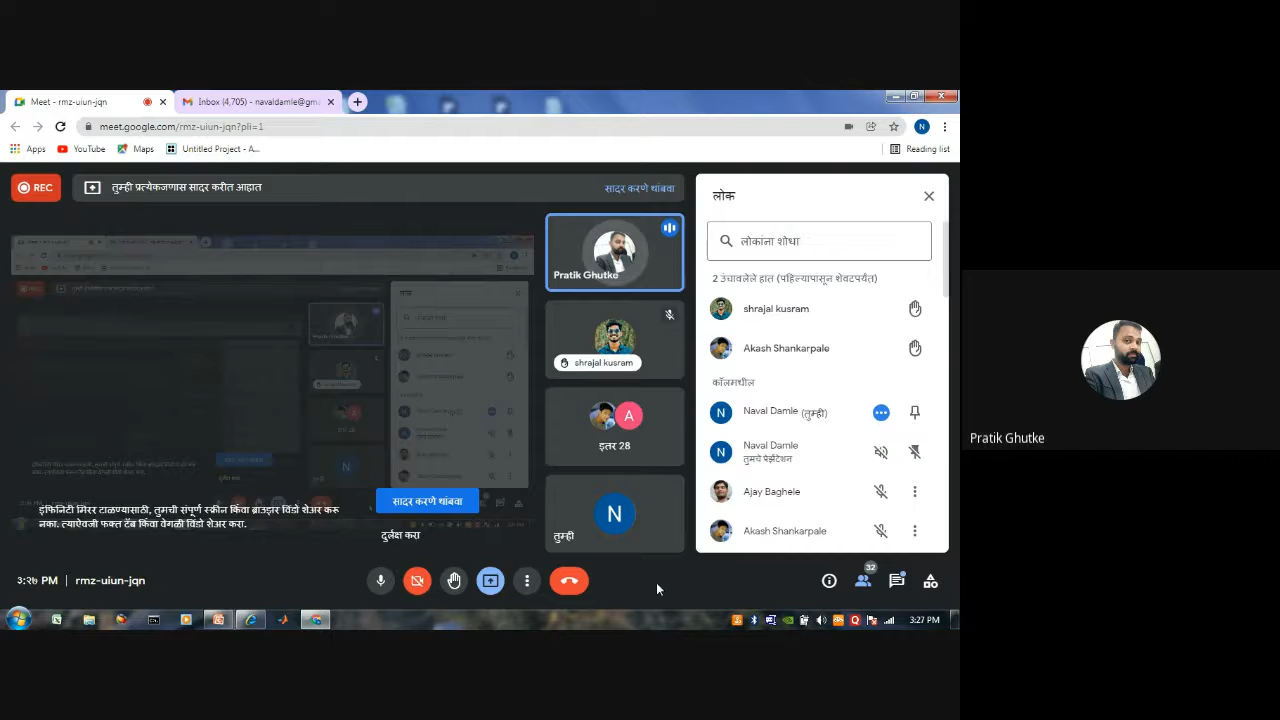 Meet - rmz-uiun-jqn
Inbox (4,705) - navaldamle@gm
meet.google.com/rmz-uiun-jqn?pli=1
Apps
YouTube
Maps
Untitled Project - A...
Reading list
REC
तुम्ही प्रत्येकजणास सादर करीत आहात
सादर करणे थांबवा
लोक
लोकांना शोधा
2 उंचावलेले हात (पहिल्यापासून शेवटपर्यंत)
shrajal kusram
Akash Shankarpale
कॉलमधील
Naval Damle (तुम्ही)
Naval Damle
तुमचे प्रेझेंटेशन
Ajay Baghele
Akash Shankarpale
Pratik Ghutke
shrajal kusram
A
इतर 28
N
तुम्ही
इंफिनिटी मिरर टाळण्यासाठी, तुमची संपूर्ण स्क्रीन किंवा ब्राउझर विंडो शेअर करू
नका. त्याऐवजी फक्त टॅब किंवा वेगळी विंडो शेअर करा.
सादर करणे थांबवा
दुर्लक्ष करा
३:२७ PM | rmz-uiun-jqn
32
3:27 PM
Pratik Ghutke